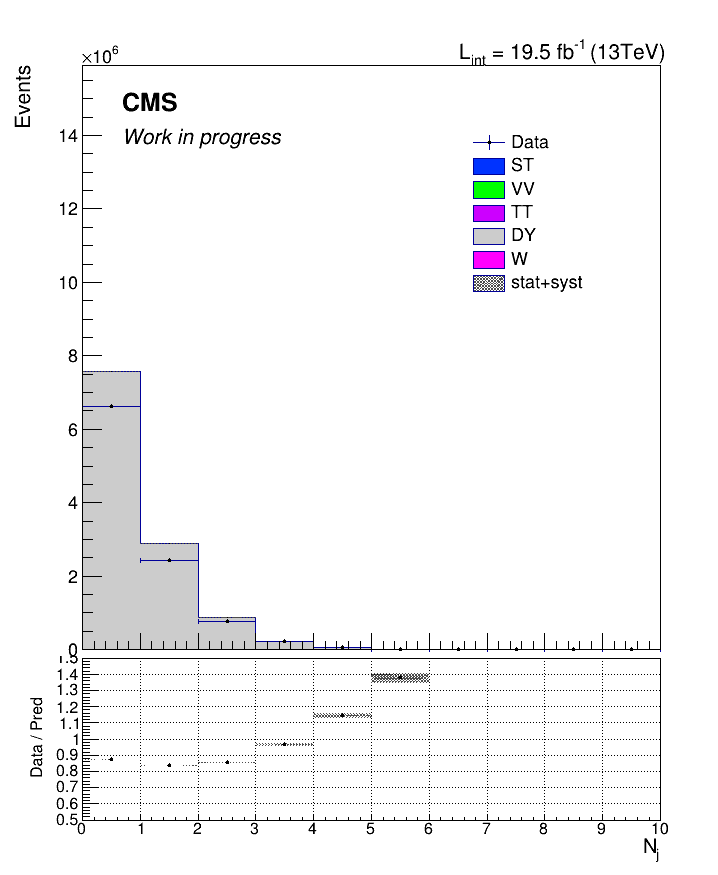 ×10⁶
L_int = 19.5 fb⁻¹ (13TeV)
Events
CMS
Work in progress
14
12
10
8
6
4
2
0
Data
ST
VV
TT
DY
W
stat+syst
Data / Pred
1.5
1.4
1.3
1.2
1.1
1
0.9
0.8
0.7
0.6
0.5
0 1 2 3 4 5 6 7 8 9 10
N_j